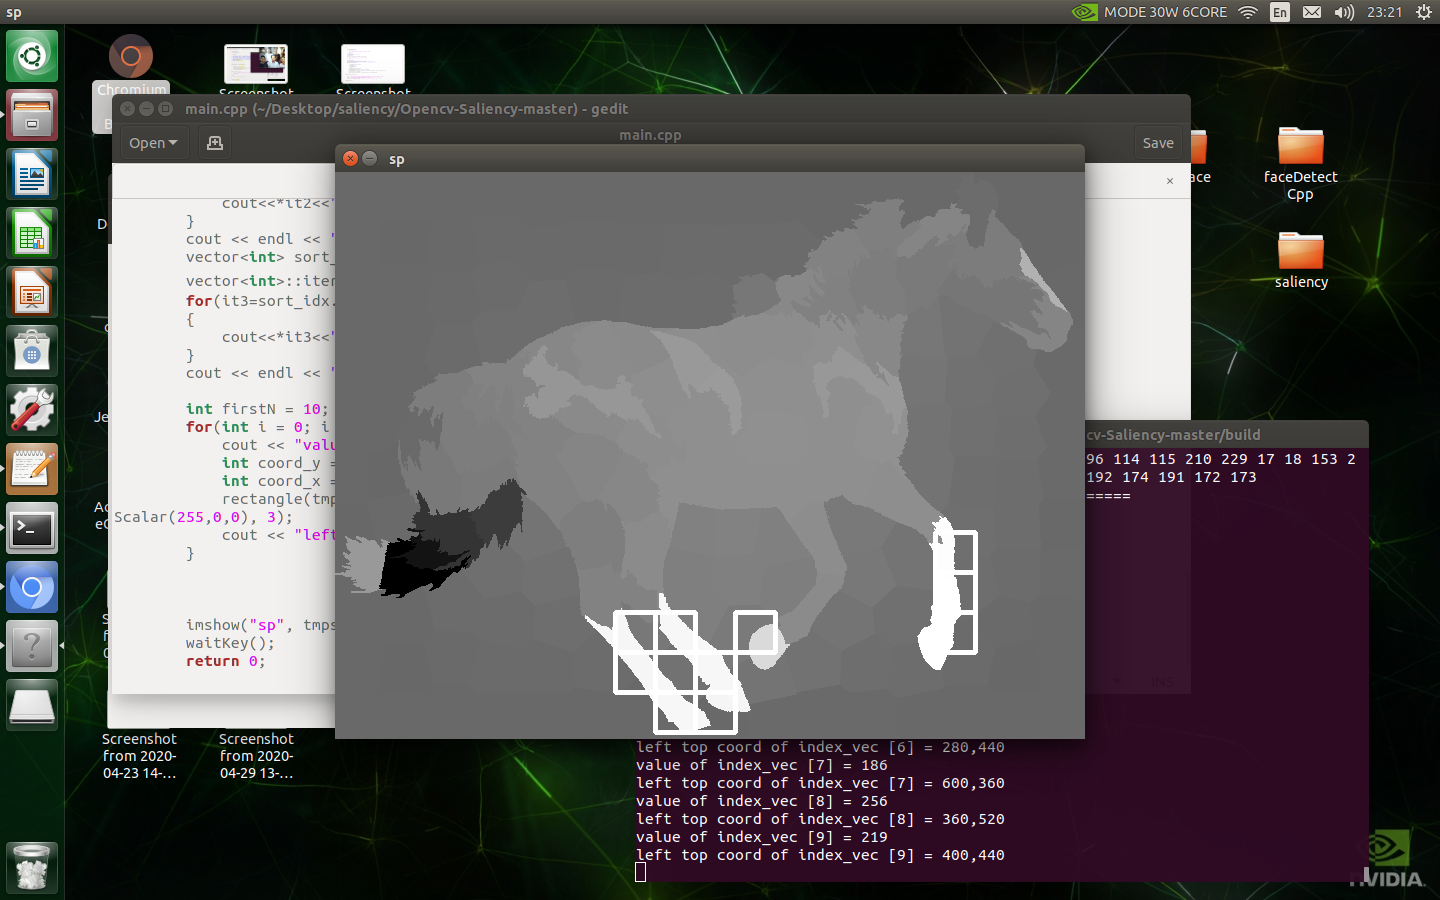 sp
MODE 30W 6CORE
En
23:21
Chromium
B
Screenshot
Screenshot
main.cpp (~/Desktop/saliency/Opencv-Saliency-master) - gedit
Open
main.cpp
Save
sp
×
cout<<*it2<<"
}
cout << endl << "
vector<int> sort_
vector<int>::iter
for(it3=sort_idx.
{
cout<<*it3<<"
}
cout << endl << "
int firstN = 10;
for(int i = 0; i
cout << "valu
int coord_y =
int coord_x =
rectangle(tmp
Scalar(255,0,0), 3);
cout << "left
}
imshow("sp", tmps
waitKey();
return 0;
D
Je
Ac
eC
S
fr
0
ace
faceDetect
Cpp
saliency
cv-Saliency-master/build
96 114 115 210 229 17 18 153 2
192 174 191 172 173
=====
INS
left top coord of index_vec [6] = 280,440
value of index_vec [7] = 186
left top coord of index_vec [7] = 600,360
value of index_vec [8] = 256
left top coord of index_vec [8] = 360,520
value of index_vec [9] = 219
left top coord of index_vec [9] = 400,440
Screenshot
from 2020-
04-23 14-...
Screenshot
from 2020-
04-29 13-...
NVIDIA.